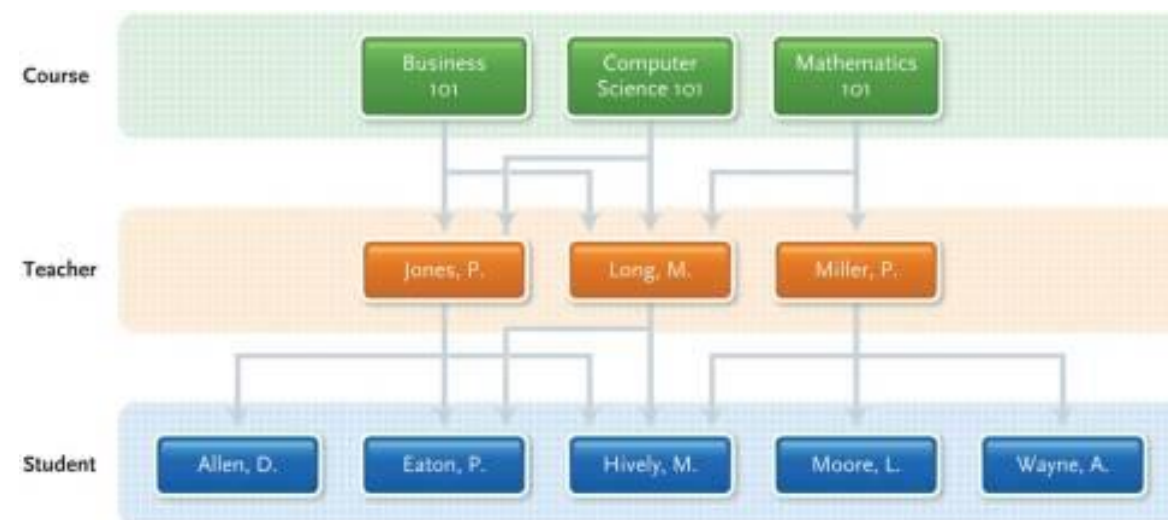 Course
Business
101
Computer
Science 101
Mathematics
101
Teacher
Jones, P.
Long, M.
Miller, P.
Student
Allen, D.
Eaton, P.
Hively, M.
Moore, L.
Wayne, A.